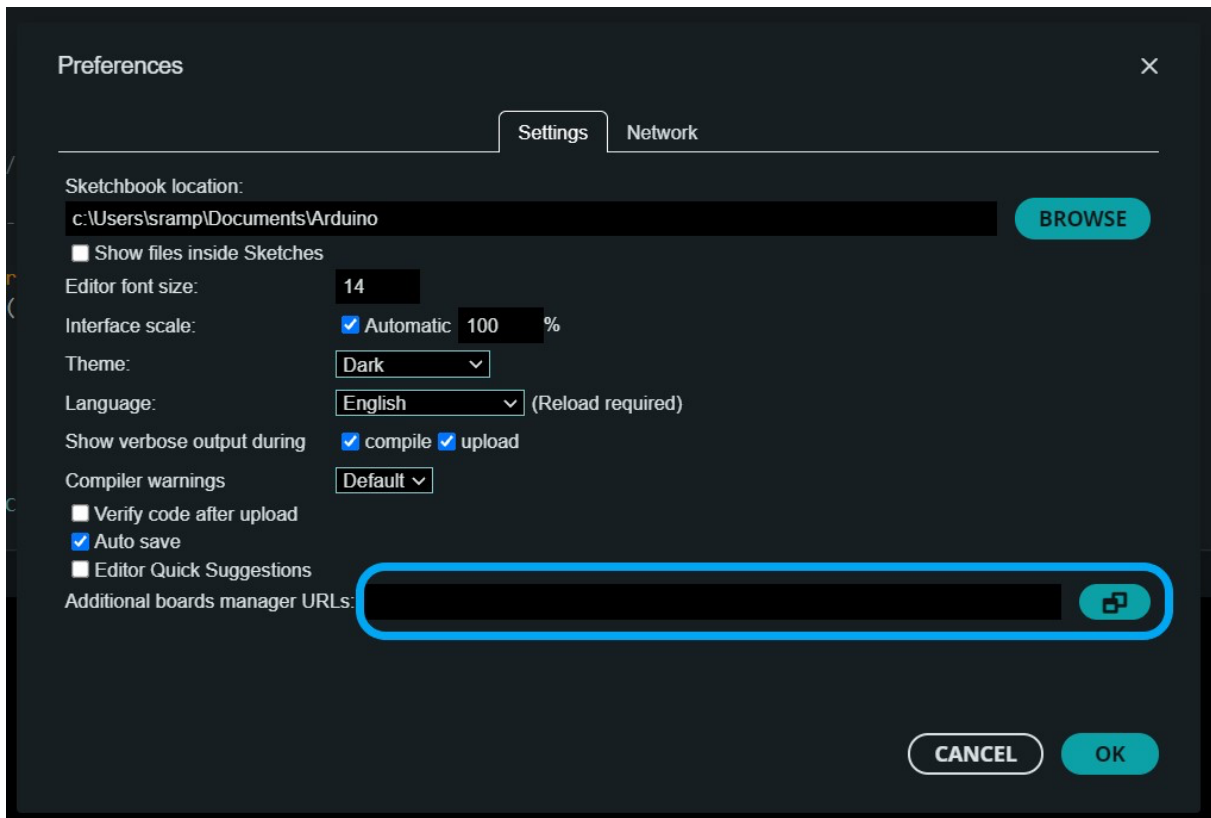 Preferences
Settings Network
Sketchbook location:
c:\Users\sramp\Documents\Arduino BROWSE
Show files inside Sketches
Editor font size: 14
Interface scale: Automatic 100 %
Theme: Dark
Language: English (Reload required)
Show verbose output during compile upload
Compiler warnings Default
Verify code after upload
Auto save
Editor Quick Suggestions
Additional boards manager URLs:
CANCEL OK